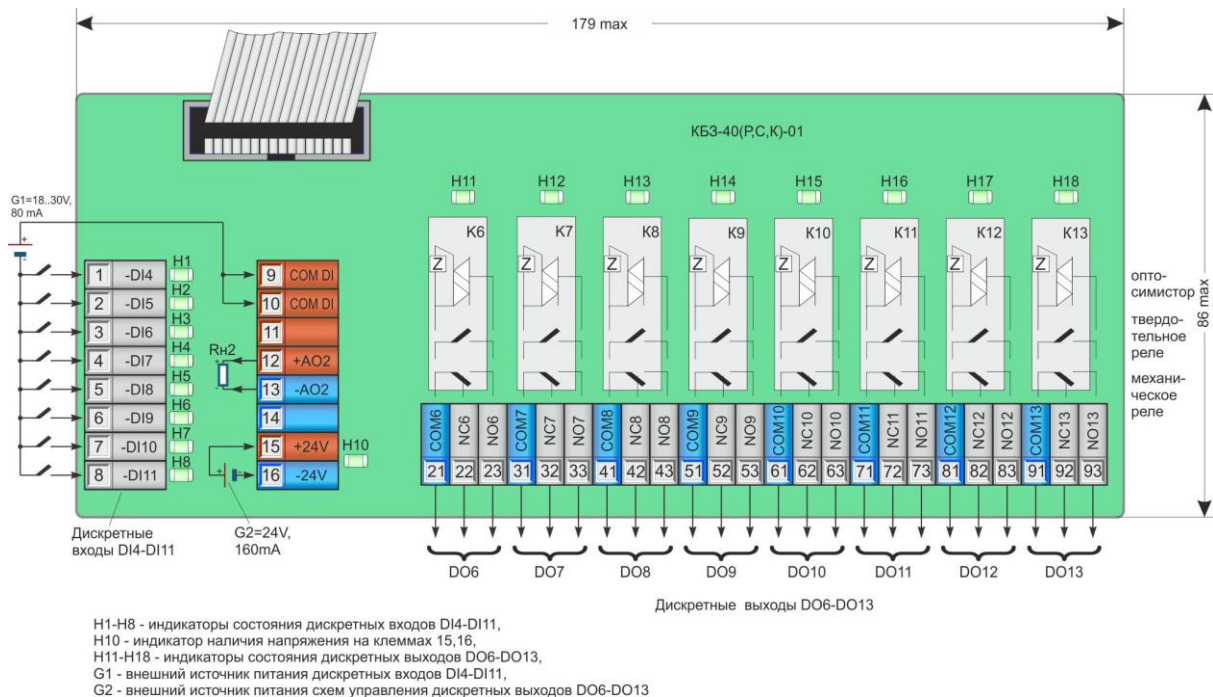 179 max
86 max
КБЗ-40(Р,С,К)-01
G1=18..30V,
80 mA
+
1 -DI4 H1
2 -DI5 H2
3 -DI6 H3
4 -DI7 H4
5 -DI8 H5
6 -DI9 H6
7 -DI10 H7
8 -DI11 H8
9 COM DI
10 COM DI
11
12 +AO2
13 -AO2
14
15 +24V
16 -24V
Rн2
+
-
H10
+
Дискретные
входы DI4-DI11
G2=24V,
160mA
H11 H12 H13 H14 H15 H16 H17 H18
K6 K7 K8 K9 K10 K11 K12 K13
Z Z Z Z Z Z Z Z
опто-
симистор
твердо-
тельное
реле
механи-
ческое
реле
COM6 NC6 NO6 COM7 NC7 NO7 COM8 NC8 NO8 COM9 NC9 NO9 COM10 NC10 NO10 COM11 NC11 NO11 COM12 NC12 NO12 COM13 NC13 NO13
21 22 23 31 32 33 41 42 43 51 52 53 61 62 63 71 72 73 81 82 83 91 92 93
DO6 DO7 DO8 DO9 DO10 DO11 DO12 DO13
Дискретные выходы DO6-DO13
H1-H8 - индикаторы состояния дискретных входов DI4-DI11,
H10 - индикатор наличия напряжения на клеммах 15,16,
H11-H18 - индикаторы состояния дискретных выходов DO6-DO13,
G1 - внешний источник питания дискретных входов DI4-DI11,
G2 - внешний источник питания схем управления дискретных выходов DO6-DO13